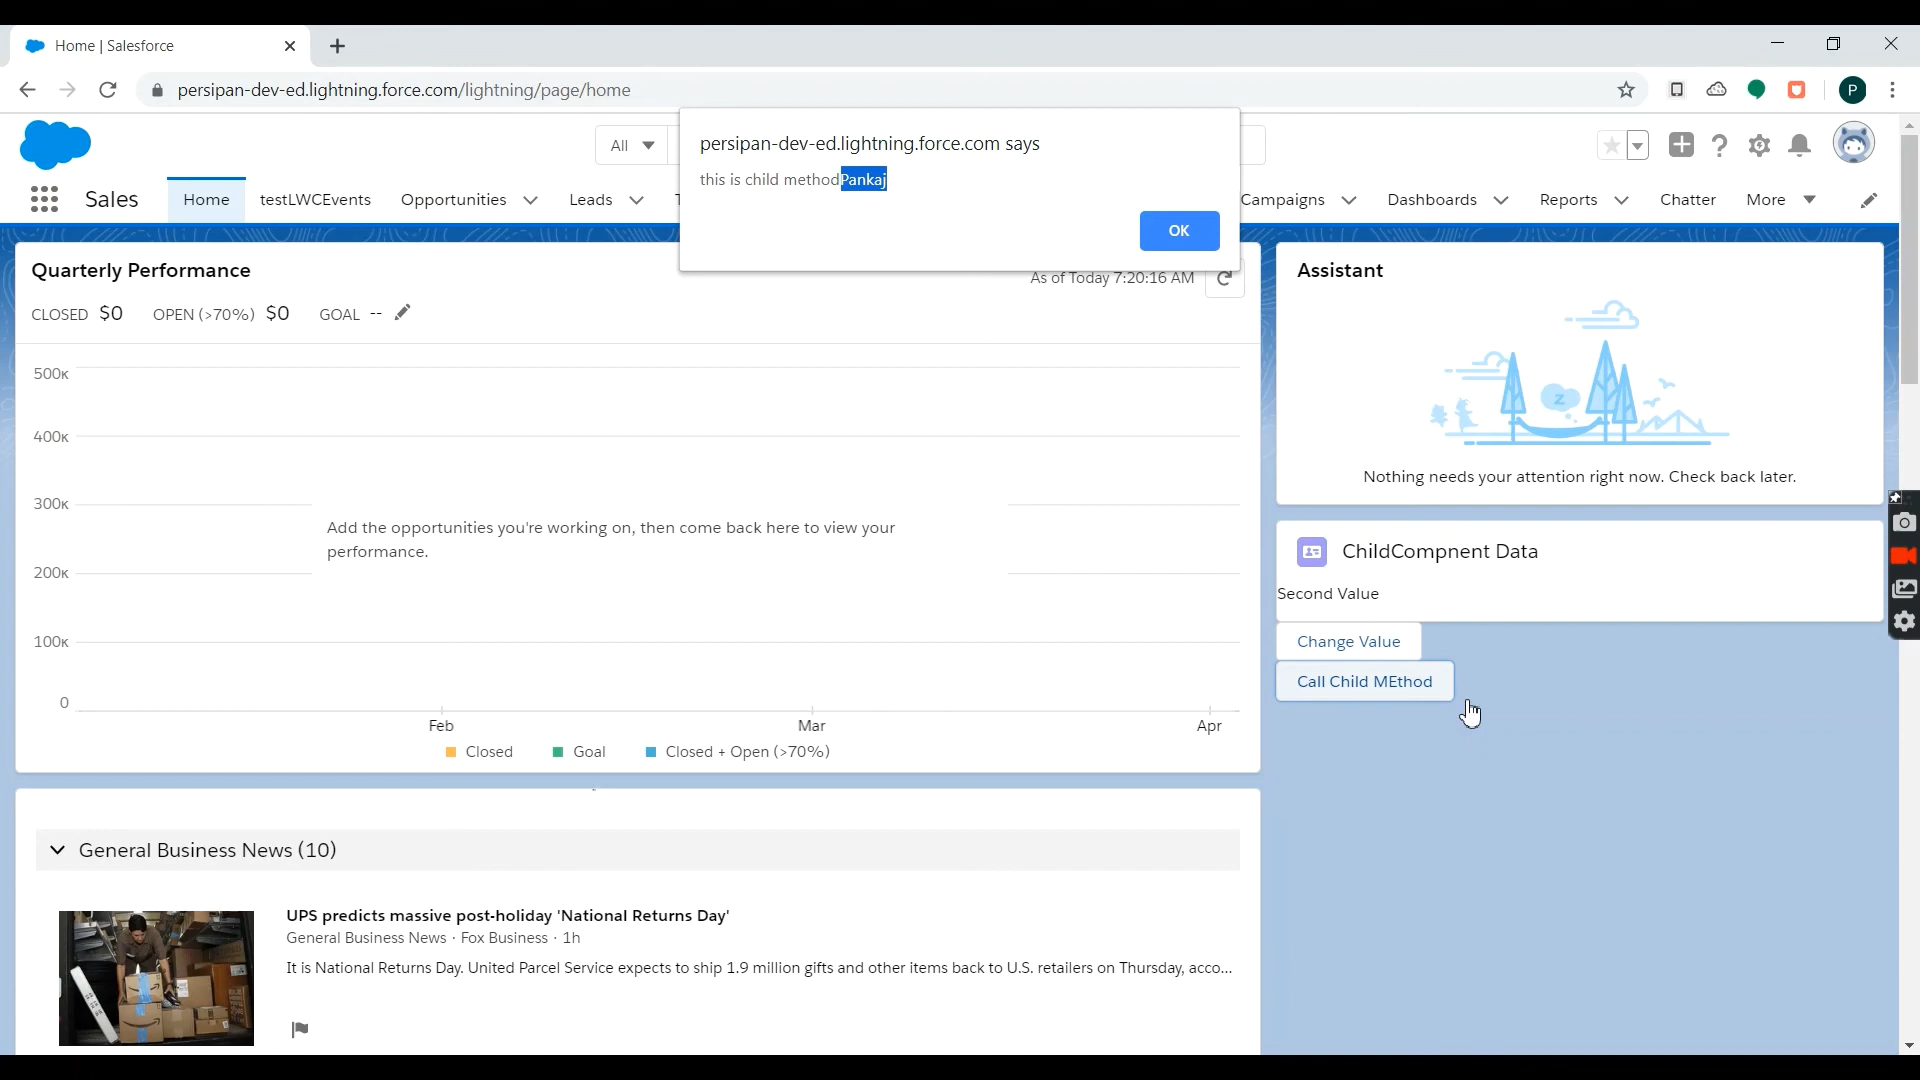 Home | Salesforce
persipan-dev-ed.lightning.force.com/lightning/page/home
P
persipan-dev-ed.lightning.force.com says
this is child methodPankaj
OK
All
Sales
Home
testLWCEvents
Opportunities
Leads
Campaigns
Dashboards
Reports
Chatter
More
Quarterly Performance
As of Today 7:20:16 AM
CLOSED $0 OPEN (>70%) $0 GOAL --
500K
400K
300K
200K
100K
0
Add the opportunities you're working on, then come back here to view your
performance.
Feb
Mar
Apr
Closed
Goal
Closed + Open (>70%)
Assistant
Z
Nothing needs your attention right now. Check back later.
ChildCompnent Data
Second Value
Change Value
Call Child MEthod
General Business News (10)
UPS predicts massive post-holiday 'National Returns Day'
General Business News · Fox Business · 1h
It is National Returns Day. United Parcel Service expects to ship 1.9 million gifts and other items back to U.S. retailers on Thursday, acco...